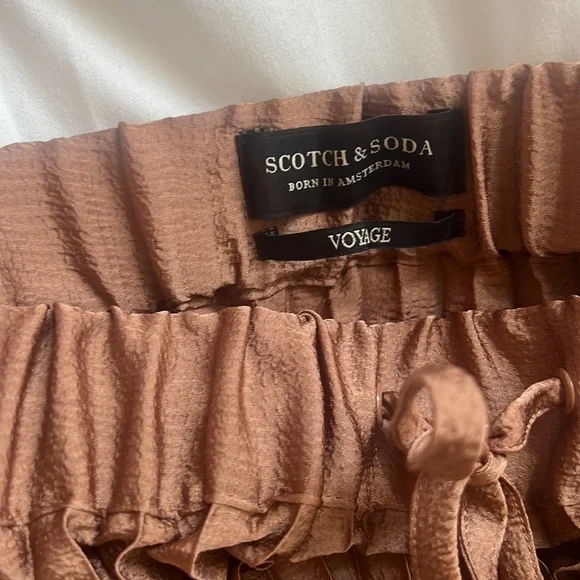 SCOTCH & SODA
BORN IN AMSTERDAM
VOYAGE